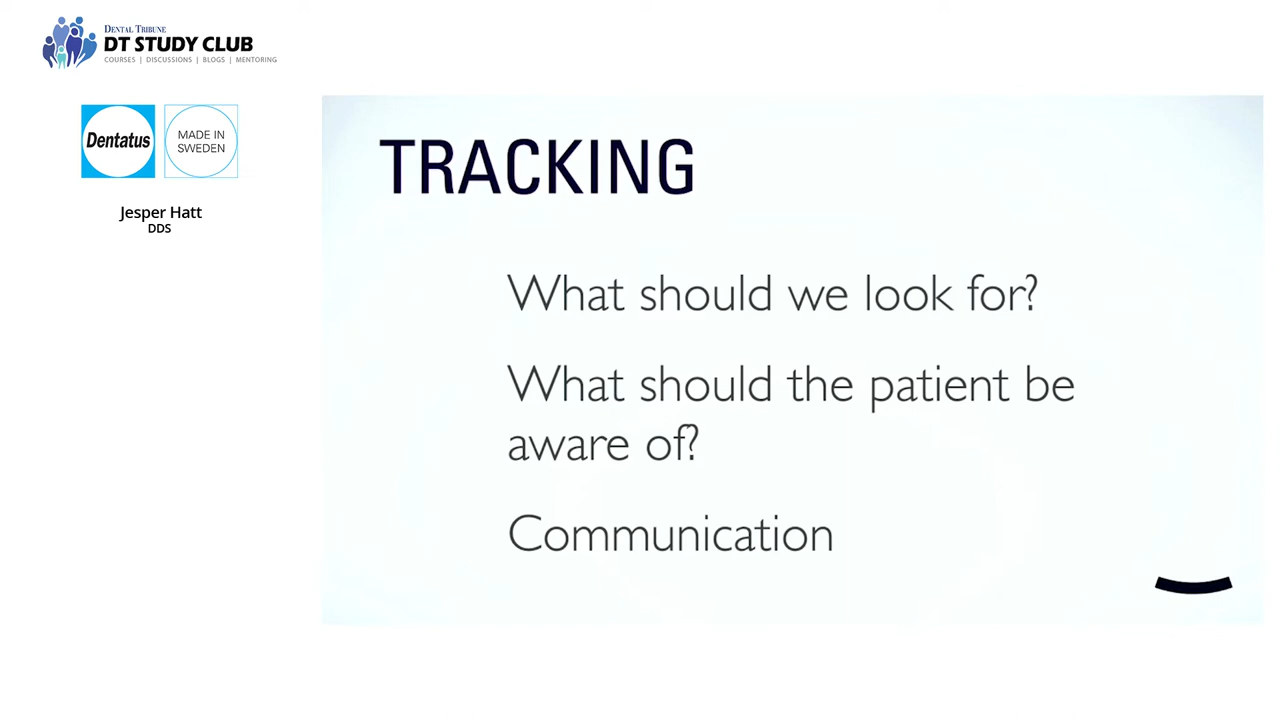 DENTAL TRIBUNE
DT STUDY CLUB
COURSES | DISCUSSIONS | BLOGS | MENTORING
Dentatus
MADE IN
SWEDEN
Jesper Hatt
DDS
TRACKING
What should we look for?
What should the patient be
aware of?
Communication